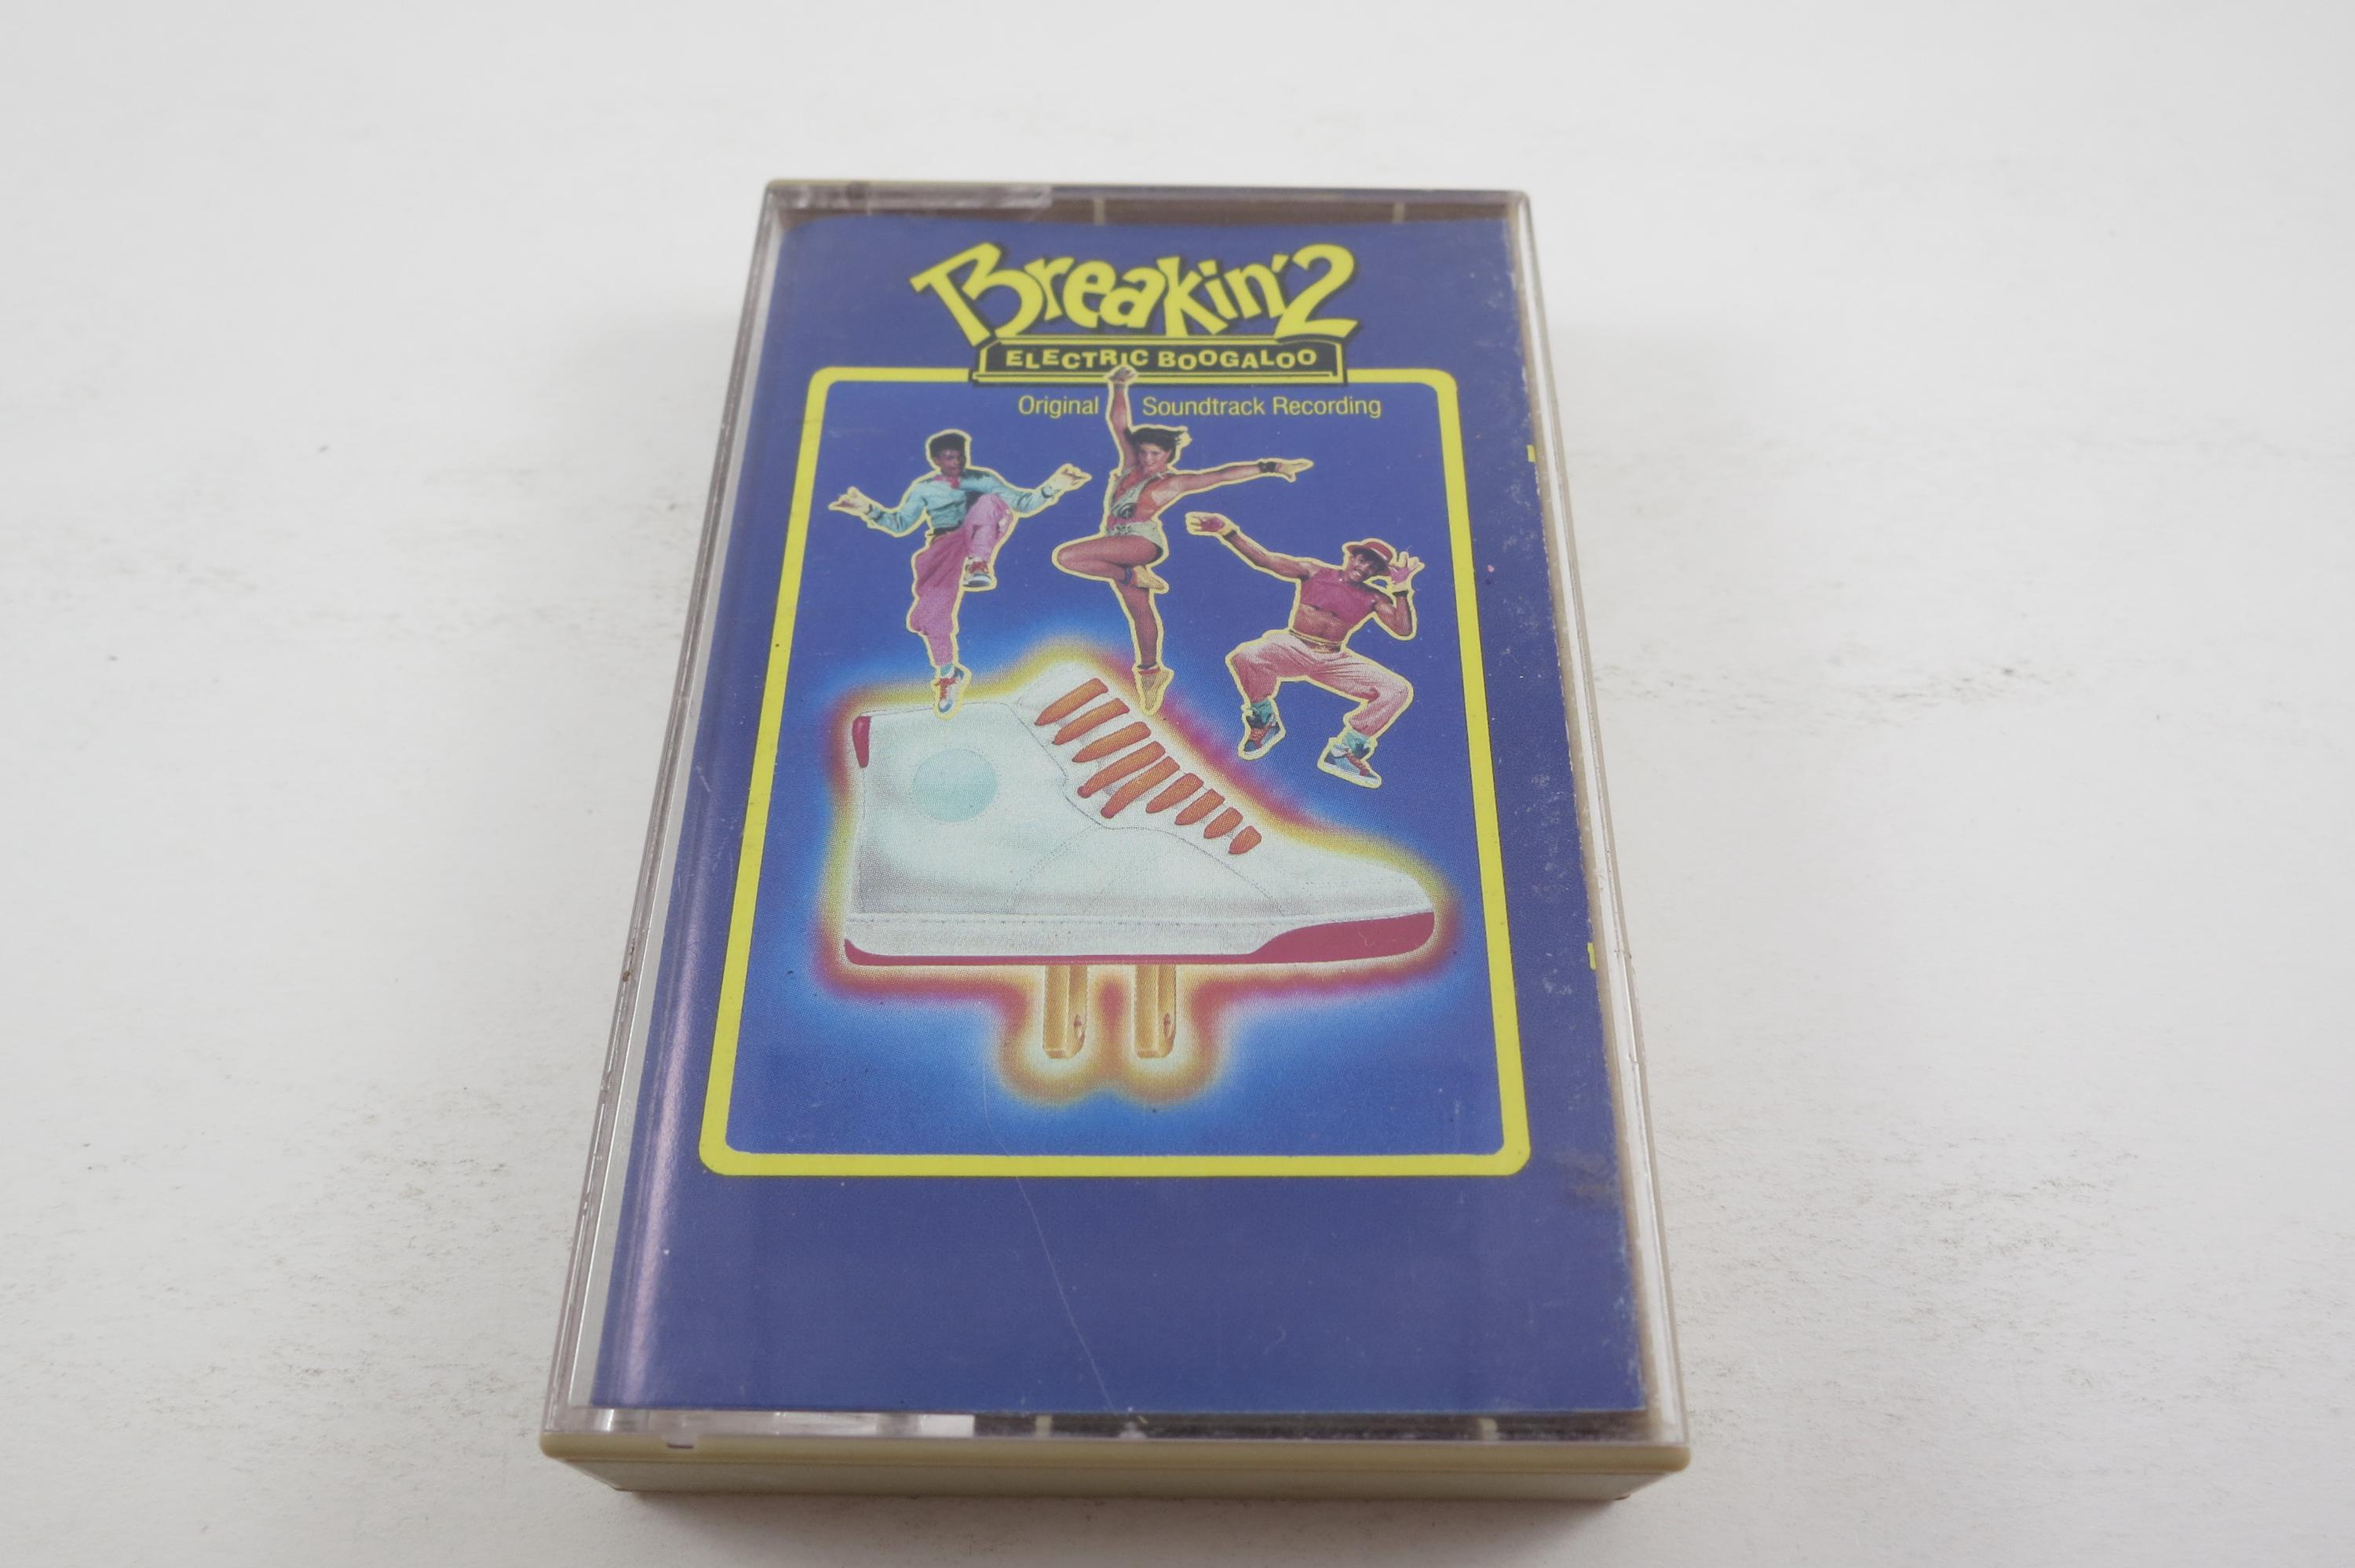 Breakin' 2
ELECTRIC BOOGALOO
Original Soundtrack Recording